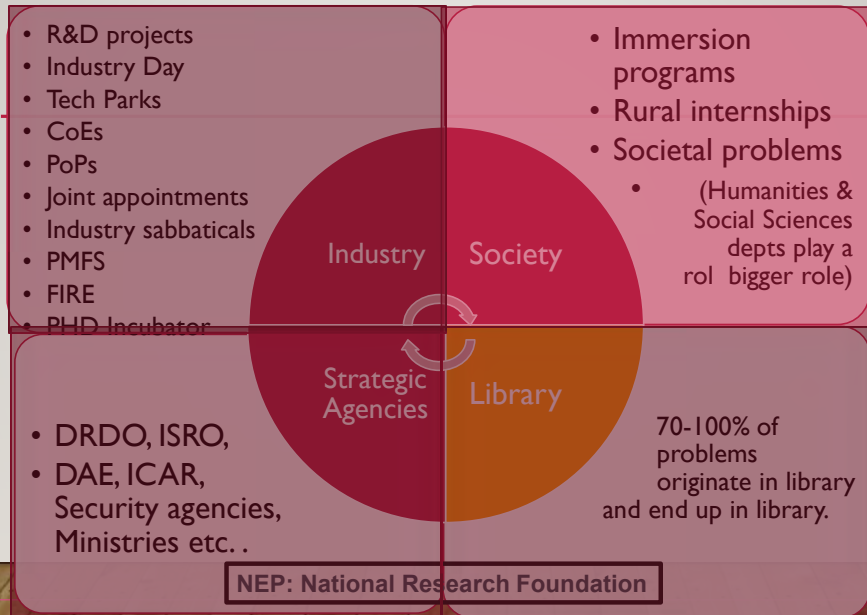 • R&D projects
• Industry Day
• Tech Parks
• CoEs
• PoPs
• Joint appointments
• Industry sabbaticals
• PMFS
• FIRE
• PHD Incubator
• Immersion
programs
• Rural internships
• Societal problems
• (Humanities &
Social Sciences
depts play a
rol bigger role)
Industry
Society
Strategic
Agencies
Library
• DRDO, ISRO,
• DAE, ICAR,
Security agencies,
Ministries etc. .
70-100% of
problems
originate in library
and end up in library.
NEP: National Research Foundation